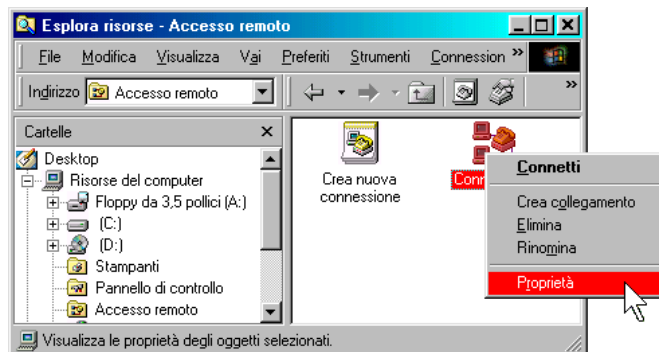 Esplora risorse - Accesso remoto
File Modifica Visualizza Vai Preferiti Strumenti Connession »
Indirizzo Accesso remoto »
Cartelle
Desktop
Risorse del computer
Floppy da 3,5 pollici (A:)
(C:)
(D:)
Stampanti
Pannello di controllo
Accesso remoto
Crea nuova
connessione
Connetti
Crea collegamento
Elimina
Rinomina
Proprietà
Visualizza le proprietà degli oggetti selezionati.